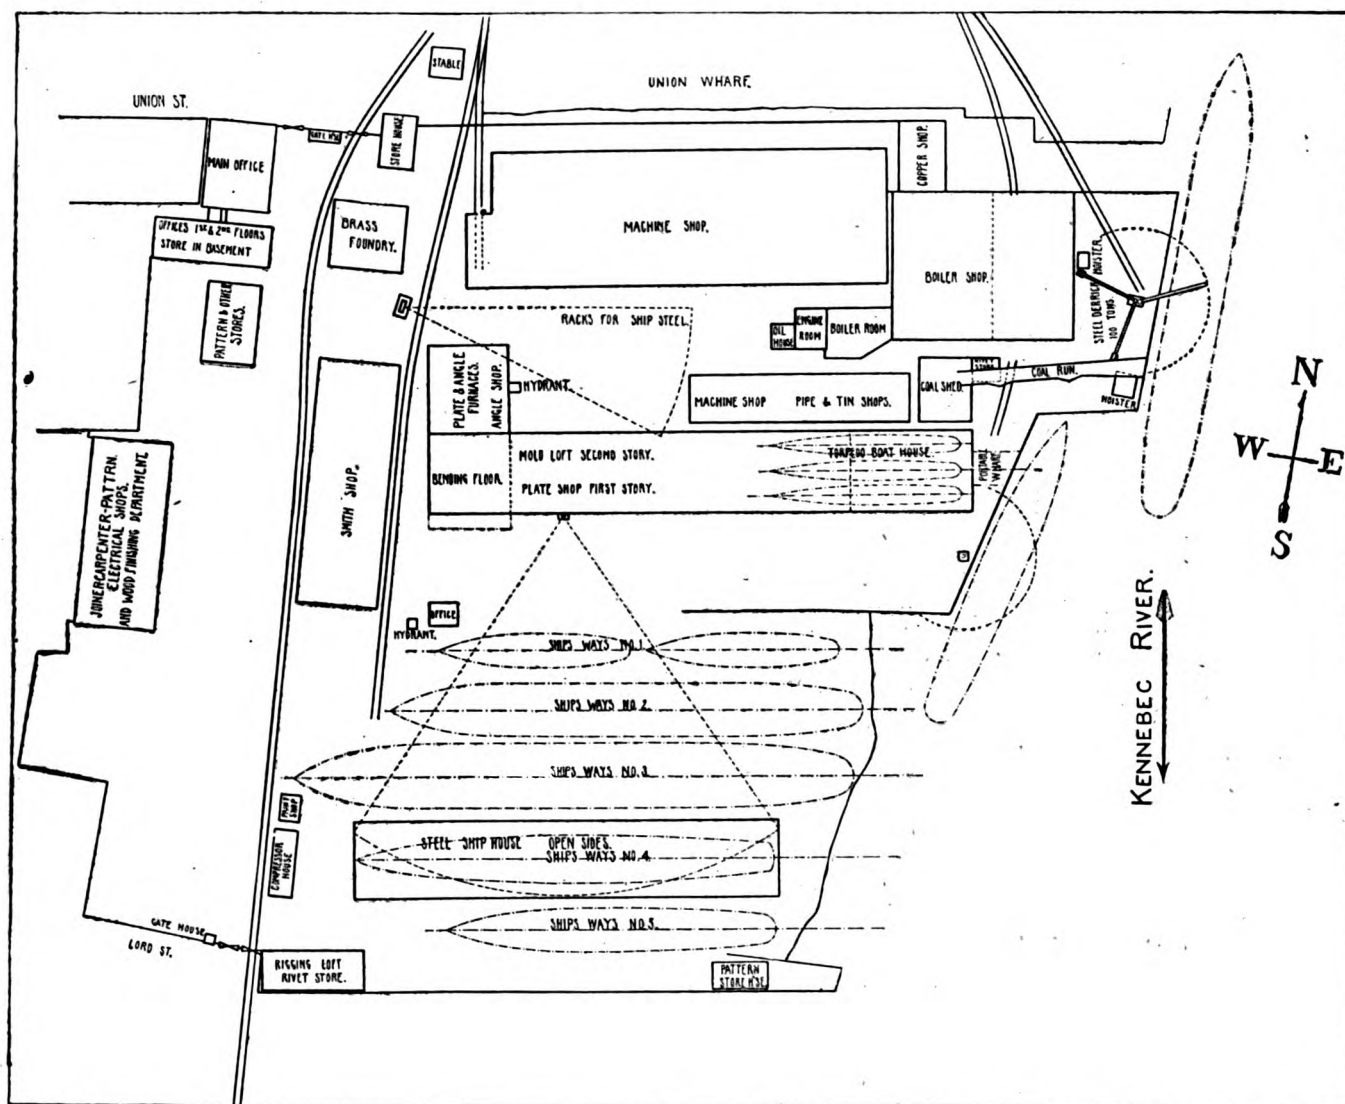 STABLE
UNION WHARF.
UNION ST.
GATE H'SE
STORE HOUSE
COPPER SHOP.
MAIN OFFICE
OFFICES 1ST & 2ND FLOORS
STORE IN BASEMENT
BRASS
FOUNDRY.
MACHINE SHOP.
BOILER SHOP.
HOISTER
STEEL DERRICK
100 TONS.
PATTERN & OTHER
STORES.
RACKS FOR SHIP STEEL.
OIL
HOUSE
ENGINE
ROOM
BOILER ROOM
PLATE & ANGLE
FURNACES.
ANGLE SHOP.
HYDRANT.
MACHINE SHOP PIPE & TIN SHOPS.
COAL SHED.
RIVET
STORE
COAL RUN.
HOISTER
N
W E
S
JOINER CARPENTER-PATTRN.
ELECTRICAL SHOPS.
AND WOOD FINISHING DEPARTMENT
SMITH SHOP.
BENDING FLOOR.
MOLD LOFT SECOND STORY.
PLATE SHOP FIRST STORY.
TORPEDO BOAT HOUSE.
WHARF
KENNEBEC RIVER.
OFFICE
HYDRANT.
SHIPS WAYS NO. 1
SHIPS WAYS NO. 2
SHIPS WAYS NO. 3
PAINT
SHOP
COMPRESSOR
HOUSE
STEEL SHIP HOUSE OPEN SIDES.
SHIPS WAYS NO. 4
SHIPS WAYS NO. 5.
GATE HOUSE
LORD ST.
RIGGING LOFT
RIVET STORE.
PATTERN
STORE H'SE